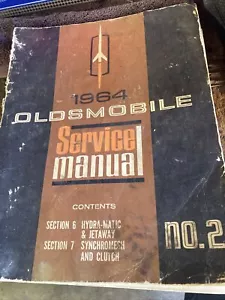 1964
OLDSMOBILE
Service
manual
CONTENTS
SECTION 6 HYDRA-MATIC
& JETAWAY
SECTION 7 SYNCHROMESH
AND CLUTCH
no.2